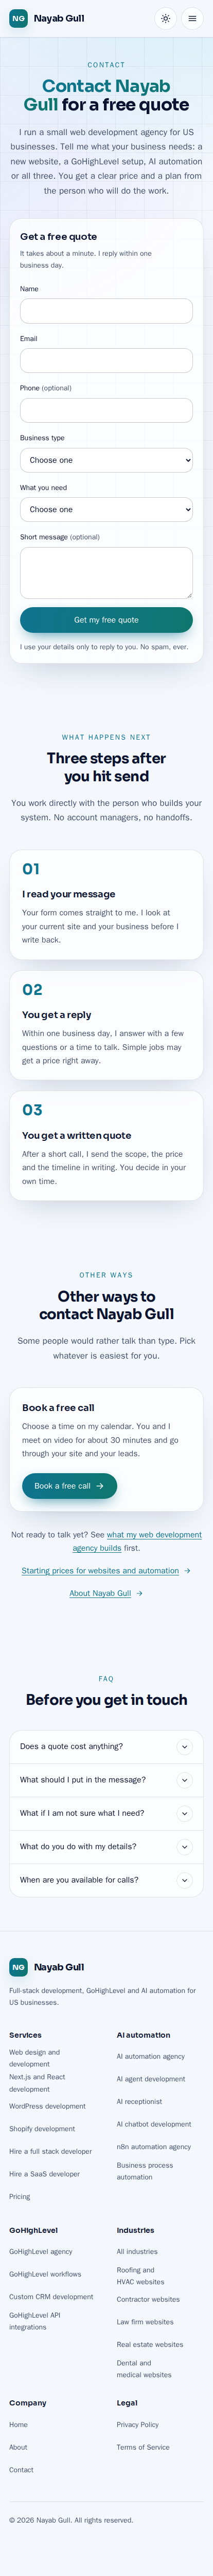 NG Nayab Gull
CONTACT
Contact Nayab
Gull for a free quote
I run a small web development agency for US
businesses. Tell me what your business needs: a
new website, a GoHighLevel setup, AI automation
or all three. You get a clear price and a plan from
the person who will do the work.
Get a free quote
It takes about a minute. I reply within one
business day.
Name
Email
Phone (optional)
Business type
Choose one
What you need
Choose one
Short message (optional)
Get my free quote
I use your details only to reply to you. No spam, ever.
WHAT HAPPENS NEXT
Three steps after
you hit send
You work directly with the person who builds your
system. No account managers, no handoffs.
01
I read your message
Your form comes straight to me. I look at
your current site and your business before I
write back.
02
You get a reply
Within one business day, I answer with a few
questions or a time to talk. Simple jobs may
get a price right away.
03
You get a written quote
After a short call, I send the scope, the price
and the timeline in writing. You decide in your
own time.
OTHER WAYS
Other ways to
contact Nayab Gull
Some people would rather talk than type. Pick
whatever is easiest for you.
Book a free call
Choose a time on my calendar. You and I
meet on video for about 30 minutes and go
through your site and your leads.
Book a free call →
Not ready to talk yet? See what my web development
agency builds first.
Starting prices for websites and automation →
About Nayab Gull →
FAQ
Before you get in touch
Does a quote cost anything?
What should I put in the message?
What if I am not sure what I need?
What do you do with my details?
When are you available for calls?
NG Nayab Gull
Full-stack development, GoHighLevel and AI automation for
US businesses.
Services
Web design and
development
Next.js and React
development
WordPress development
Shopify development
Hire a full stack developer
Hire a SaaS developer
Pricing
AI automation
AI automation agency
AI agent development
AI receptionist
AI chatbot development
n8n automation agency
Business process
automation
GoHighLevel
GoHighLevel agency
GoHighLevel workflows
Custom CRM development
GoHighLevel API
integrations
Industries
All industries
Roofing and
HVAC websites
Contractor websites
Law firm websites
Real estate websites
Dental and
medical websites
Company
Home
About
Contact
Legal
Privacy Policy
Terms of Service
© 2026 Nayab Gull. All rights reserved.